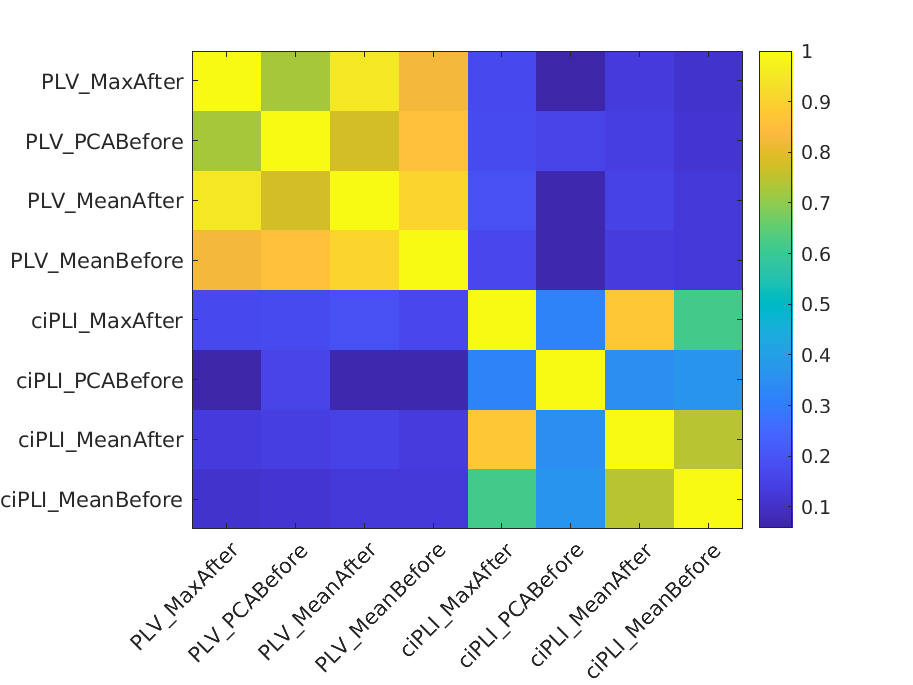 PLV_MaxAfter
PLV_PCABefore
PLV_MeanAfter
PLV_MeanBefore
ciPLI_MaxAfter
ciPLI_PCABefore
ciPLI_MeanAfter
ciPLI_MeanBefore
PLV_MaxAfter
PLV_PCABefore
PLV_MeanAfter
PLV_MeanBefore
ciPLI_MaxAfter
ciPLI_PCABefore
ciPLI_MeanAfter
ciPLI_MeanBefore
1
0.9
0.8
0.7
0.6
0.5
0.4
0.3
0.2
0.1